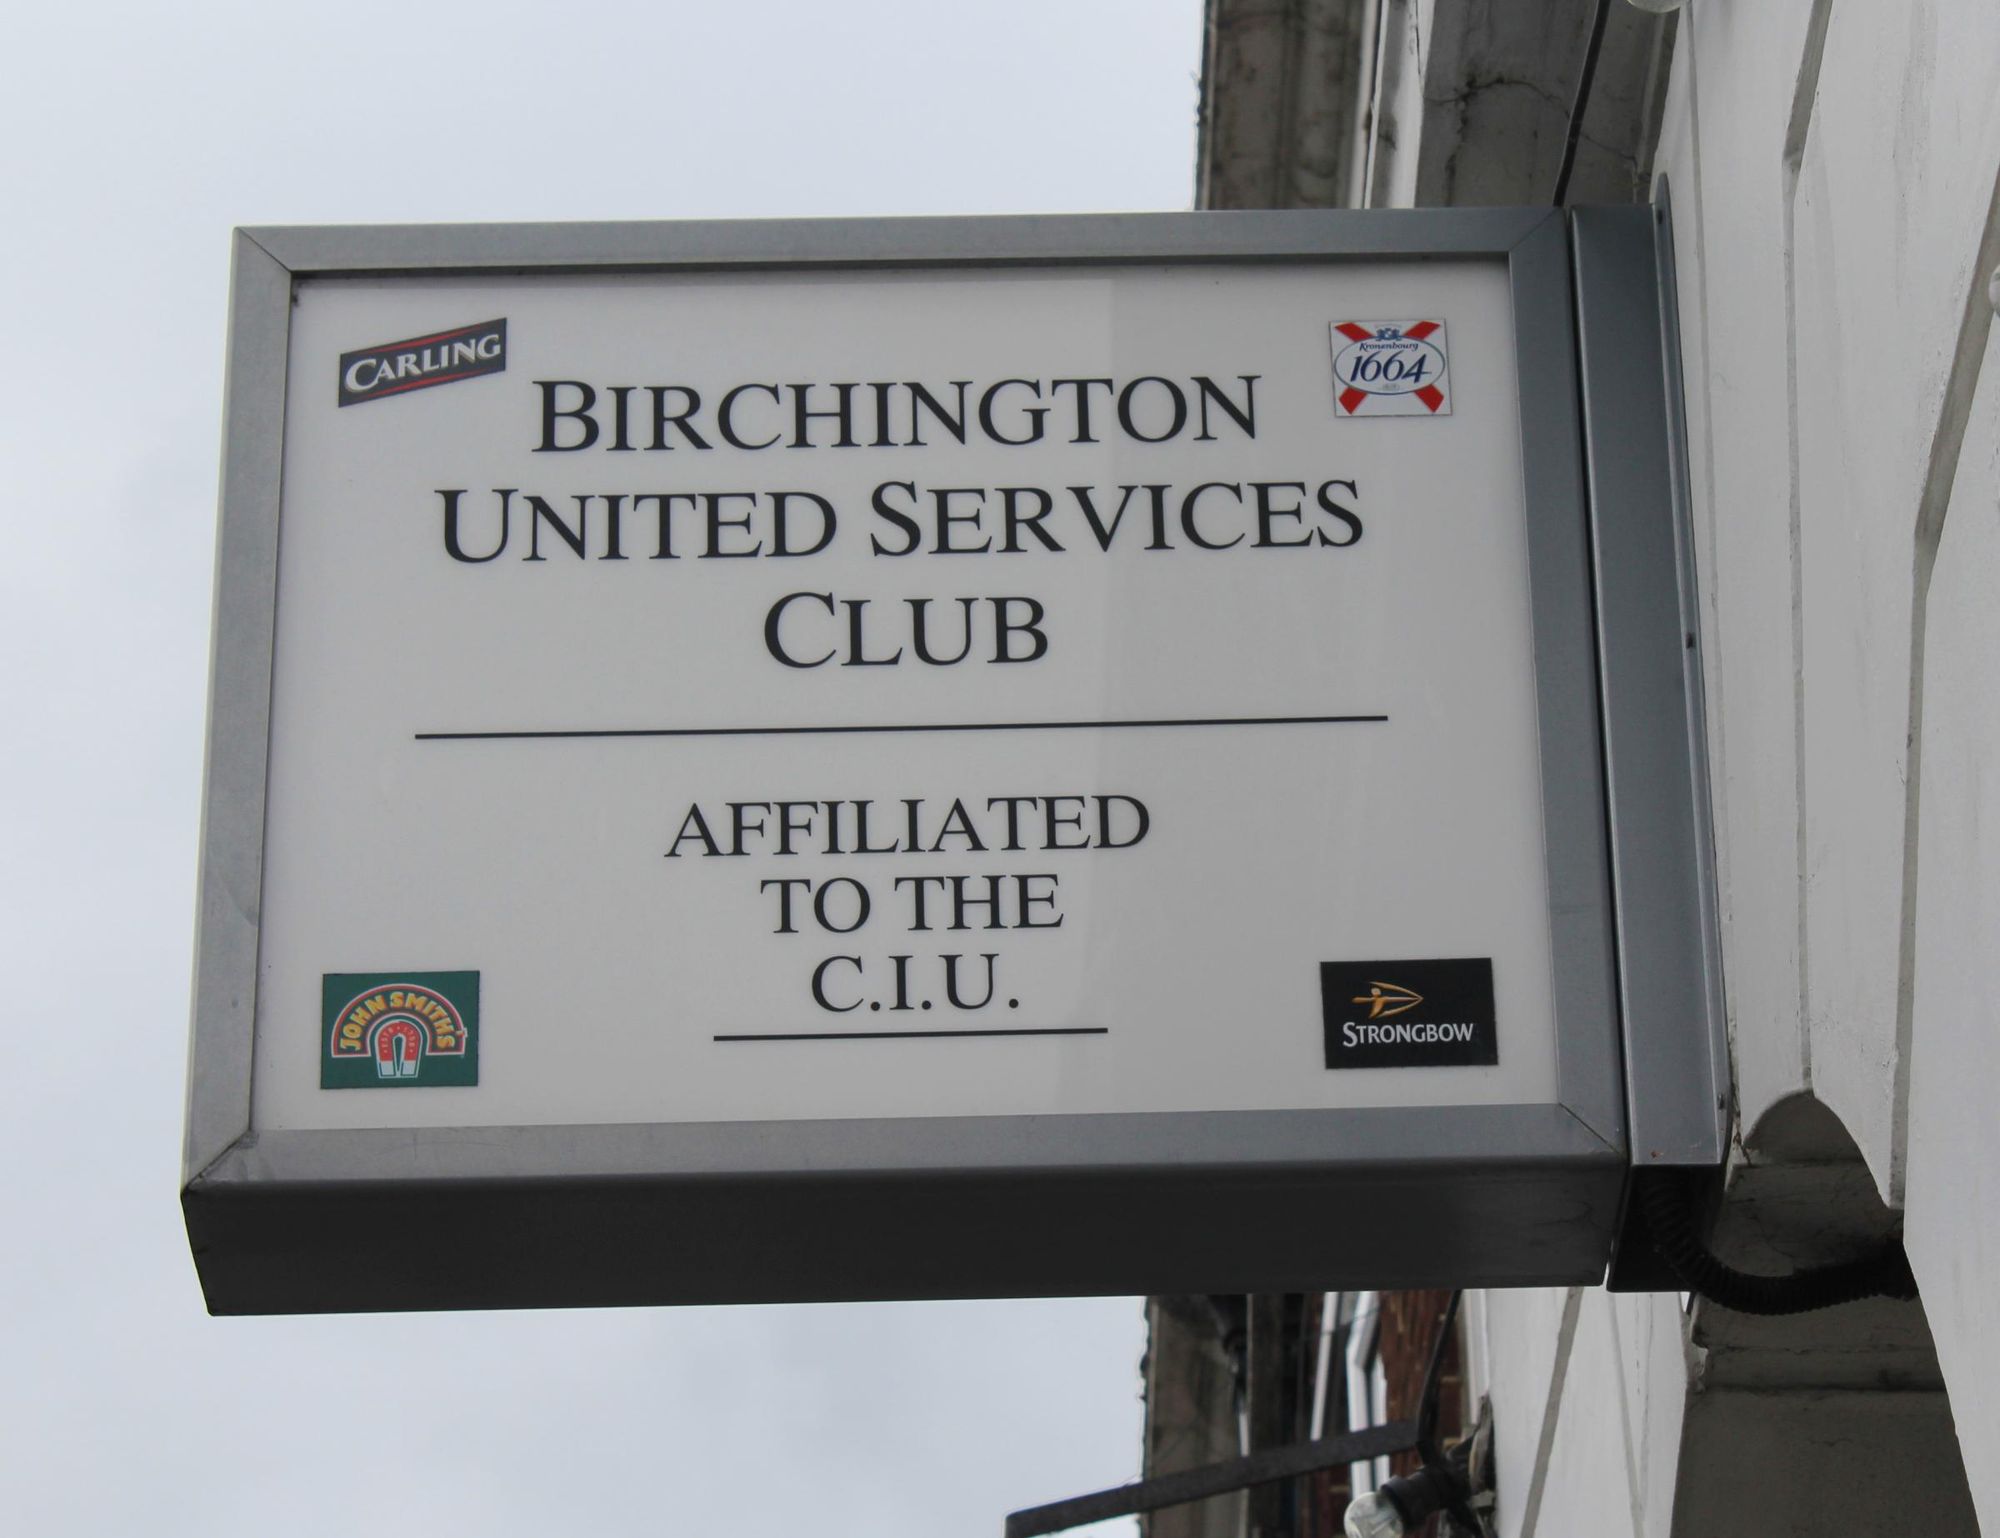 CARLING
Kronenbourg
1664
BIRCHINGTON
UNITED SERVICES
CLUB
AFFILIATED
TO THE
C.I.U.
JOHN SMITH'S
STRONGBOW